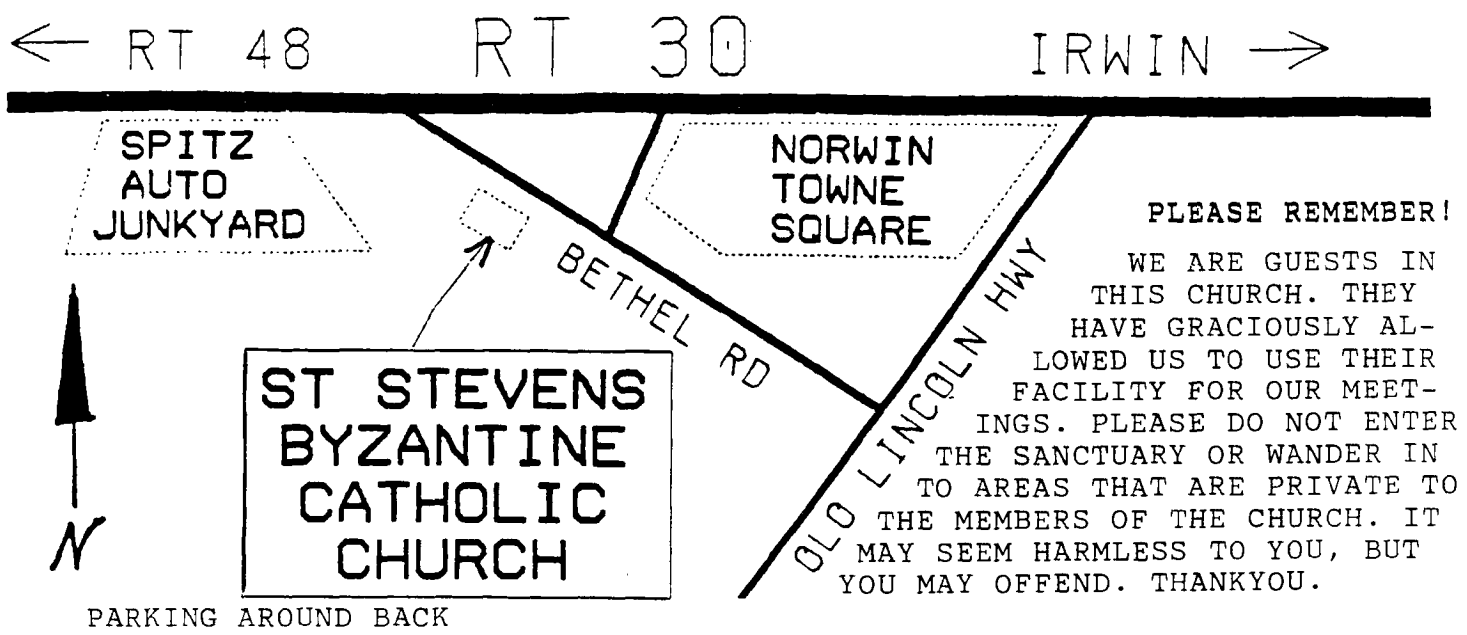 ← RT 48 RT 30 IRWIN →
SPITZ
AUTO
JUNKYARD
NORWIN
TOWNE
SQUARE
BETHEL RD
OLD LINCOLN HWY
ST STEVENS
BYZANTINE
CATHOLIC
CHURCH
N
PARKING AROUND BACK
PLEASE REMEMBER!
WE ARE GUESTS IN
THIS CHURCH. THEY
HAVE GRACIOUSLY AL-
LOWED US TO USE THEIR
FACILITY FOR OUR MEET-
INGS. PLEASE DO NOT ENTER
THE SANCTUARY OR WANDER IN
TO AREAS THAT ARE PRIVATE TO
THE MEMBERS OF THE CHURCH. IT
MAY SEEM HARMLESS TO YOU, BUT
YOU MAY OFFEND. THANKYOU.